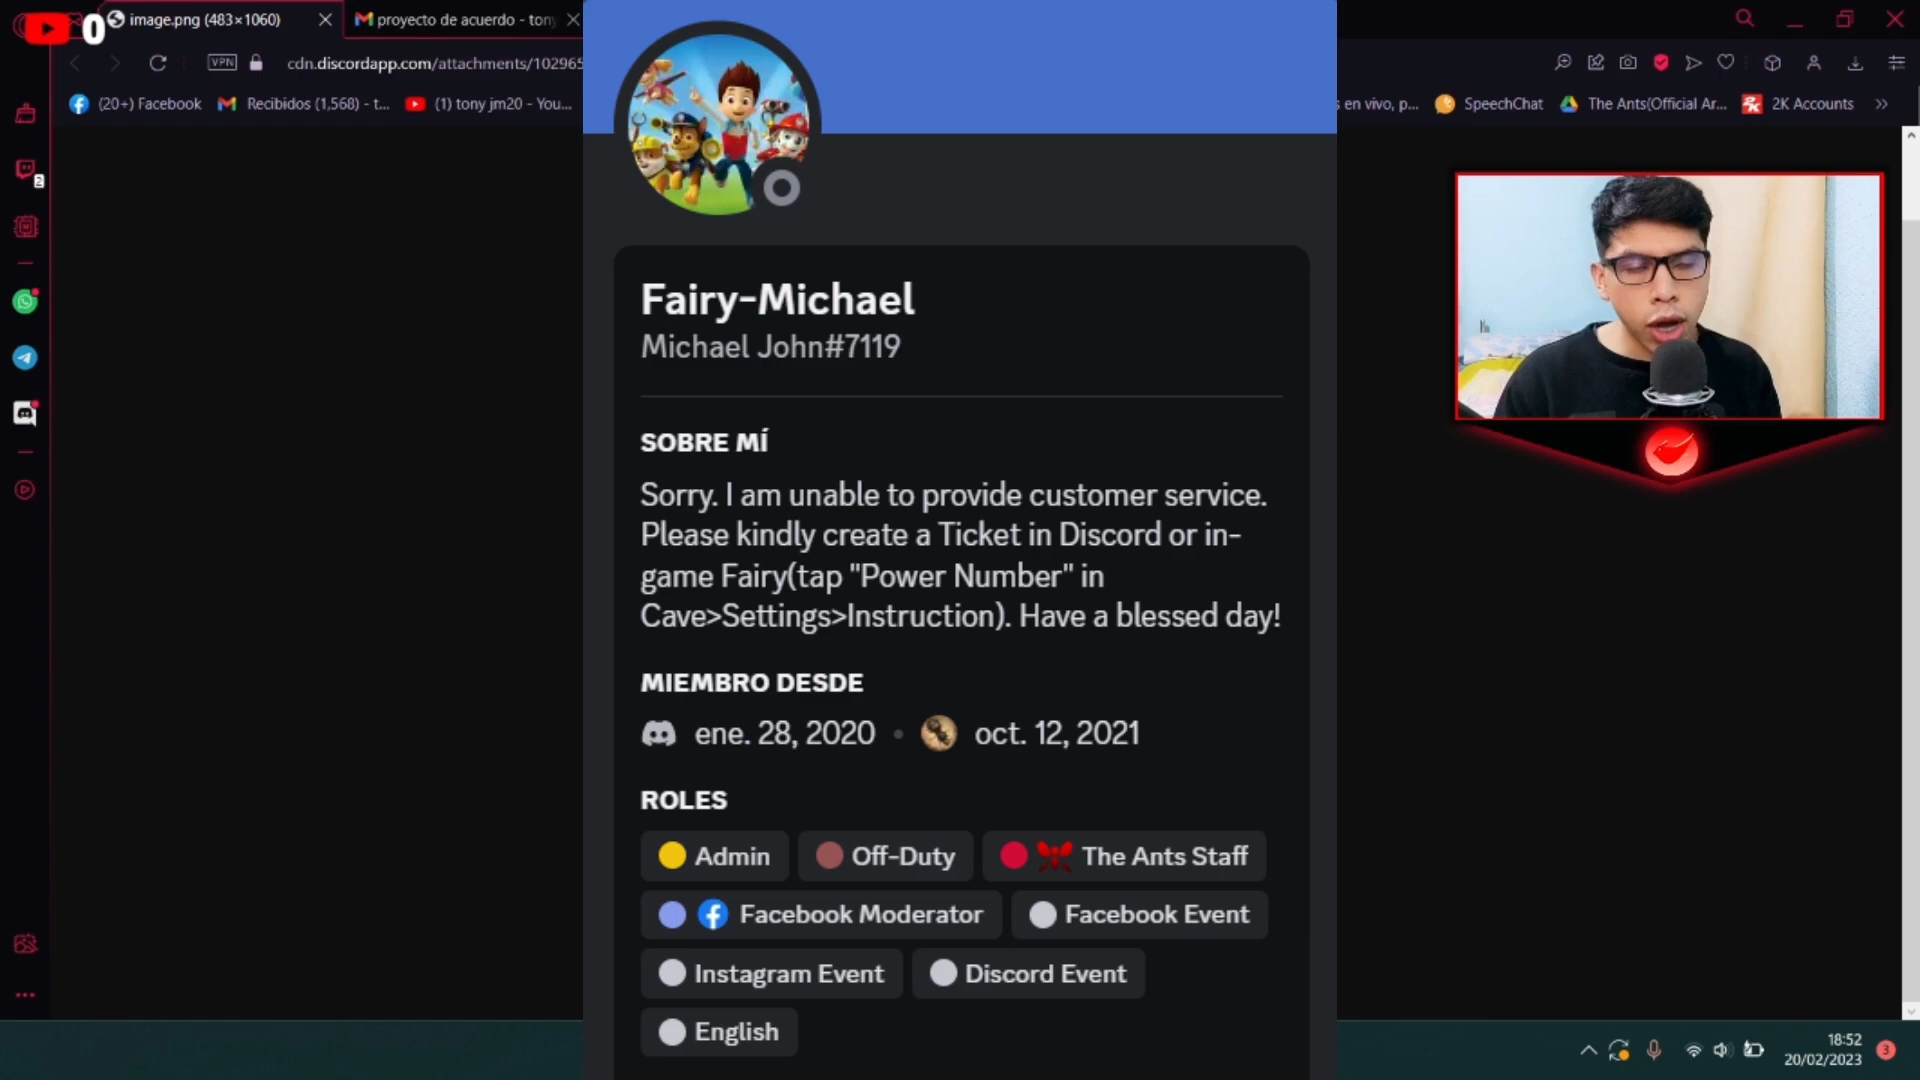 0
image.png (483×1060)
proyecto de acuerdo - tony
VPN
cdn.discordapp.com/attachments/102965
(20+) Facebook
Recibidos (1,568) - t...
(1) tony jm20 - You...
s en vivo, p...
SpeechChat
The Ants(Official Ar...
2K Accounts
2
Fairy-Michael
Michael John#7119
SOBRE MÍ
Sorry. I am unable to provide customer service.
Please kindly create a Ticket in Discord or in-
game Fairy(tap "Power Number" in
Cave>Settings>Instruction). Have a blessed day!
MIEMBRO DESDE
ene. 28, 2020 • oct. 12, 2021
ROLES
Admin
Off-Duty
The Ants Staff
Facebook Moderator
Facebook Event
Instagram Event
Discord Event
English
18:52
20/02/2023
3